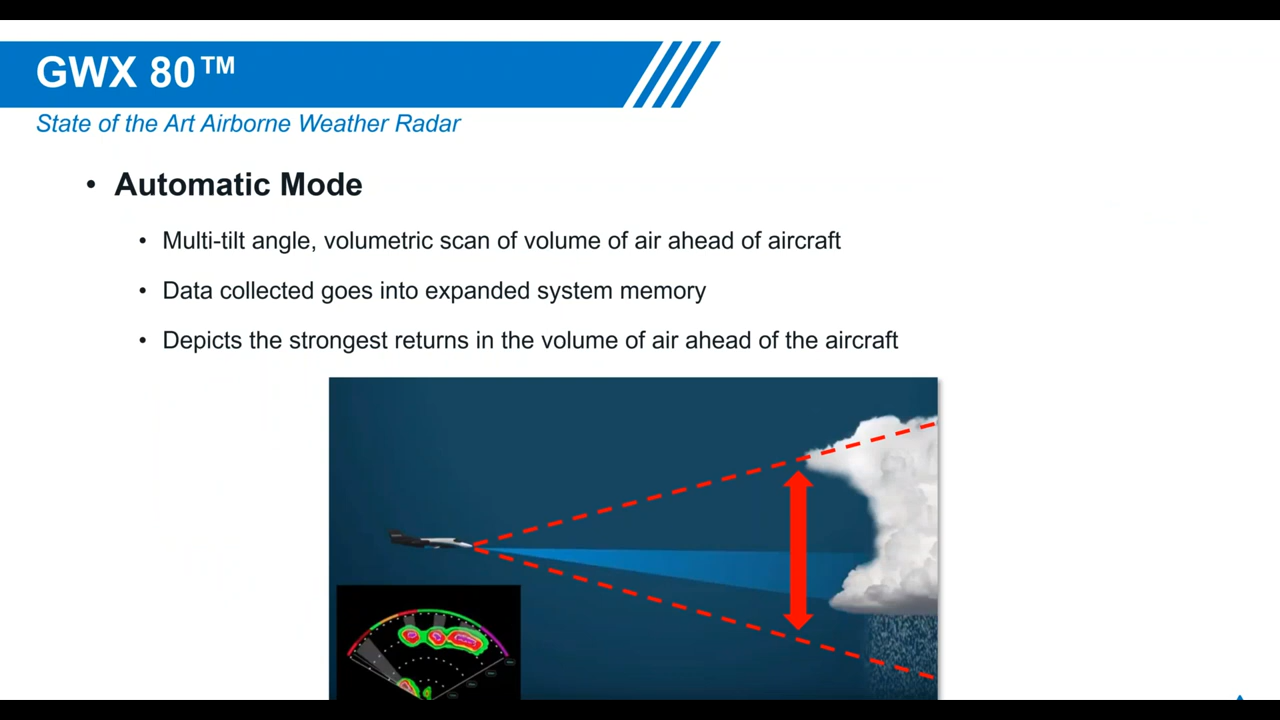 GWX 80™
State of the Art Airborne Weather Radar
• Automatic Mode
• Multi-tilt angle, volumetric scan of volume of air ahead of aircraft
• Data collected goes into expanded system memory
• Depicts the strongest returns in the volume of air ahead of the aircraft